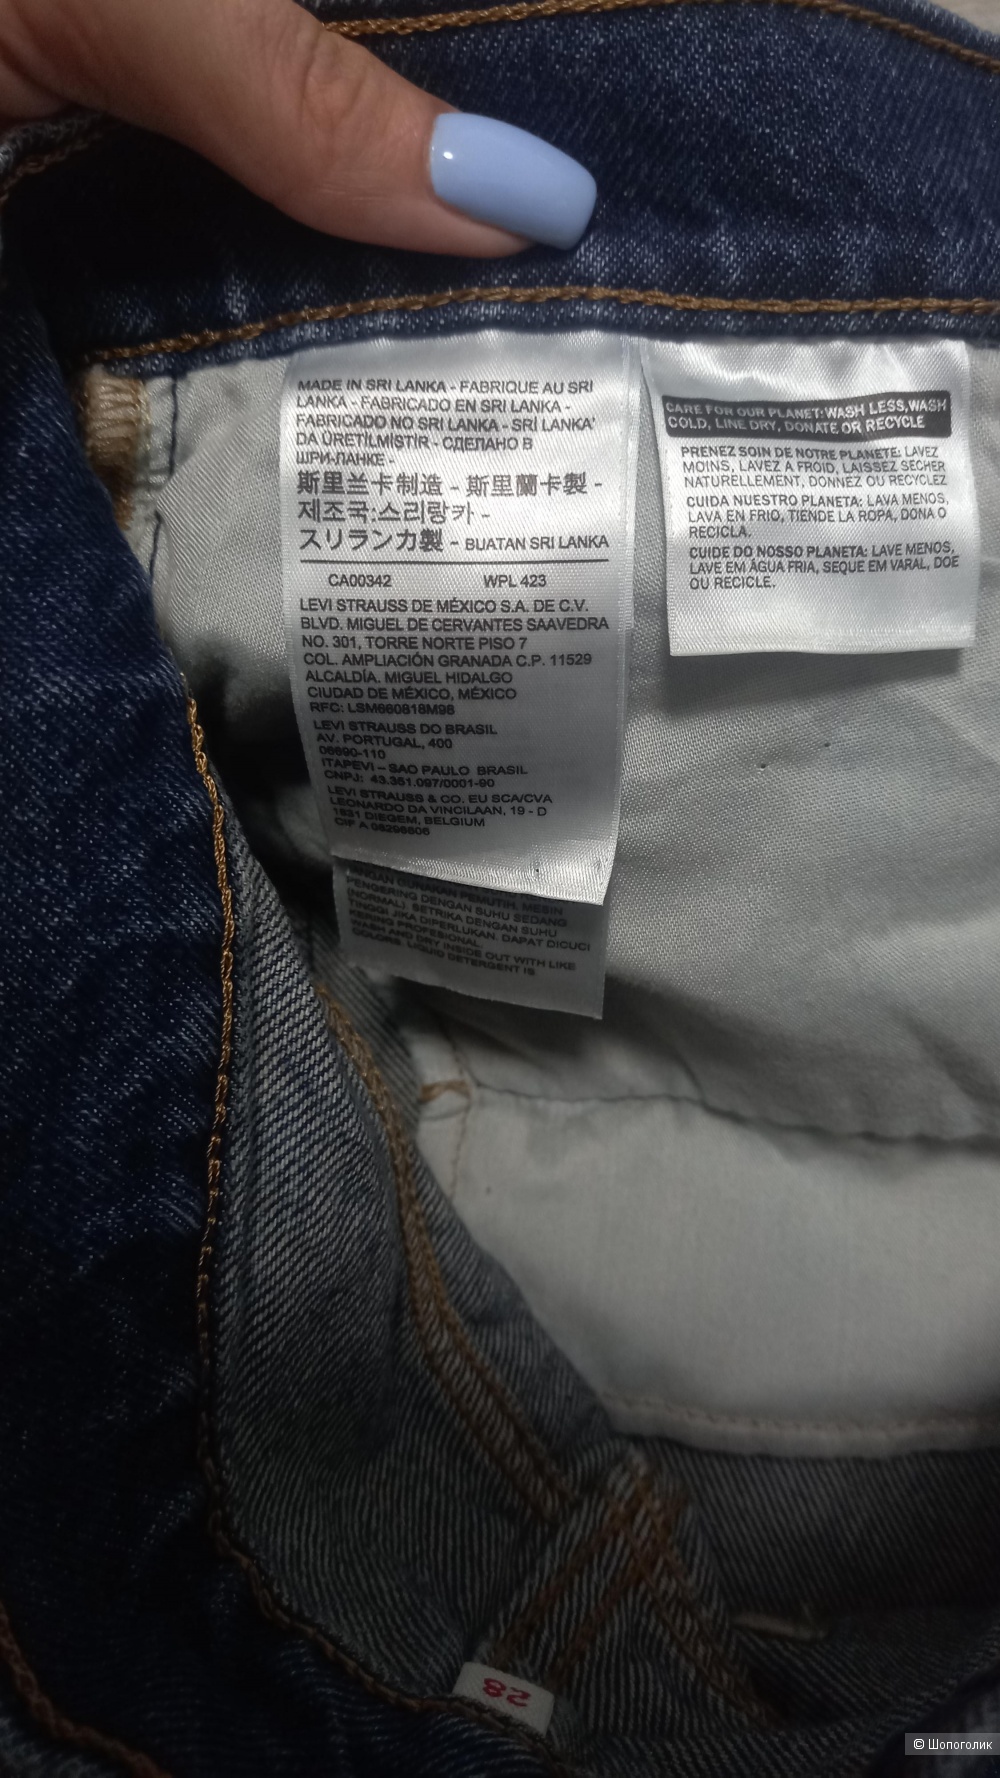 MADE IN SRI LANKA - FABRIQUE AU SRI
LANKA - FABRICADO EN SRI LANKA -
FABRICADO NO SRI LANKA - SRİ LANKA'
DA ÜRETİLMİŞTİR - СДЕЛАНО В
ШРИ-ЛАНКЕ -
斯里兰卡制造 - 斯里蘭卡製 -
제조국:스리랑카 -
スリランカ製 - BUATAN SRI LANKA
CA00342 WPL 423
LEVI STRAUSS DE MÉXICO S.A. DE C.V.
BLVD. MIGUEL DE CERVANTES SAAVEDRA
NO. 301, TORRE NORTE PISO 7
COL. AMPLIACIÓN GRANADA C.P. 11529
ALCALDÍA. MIGUEL HIDALGO
CIUDAD DE MÉXICO, MÉXICO
RFC: LSM660818M98
LEVI STRAUSS DO BRASIL
AV. PORTUGAL, 400
06690-110
ITAPEVI – SAO PAULO BRASIL
CNPJ: 43.351.097/0001-90
LEVI STRAUSS & CO. EU SCA/CVA
LEONARDO DA VINCILAAN, 19 - D
1831 DIEGEM, BELGIUM
CIF A 08298806
JANGAN GUNAKAN PEMUTIH. MESIN
PENGERING DENGAN SUHU SEDANG
(NORMAL). SETRIKA DENGAN SUHU
TINGGI JIKA DIPERLUKAN. DAPAT DICUCI
KERING PROFESIONAL.
WASH AND DRY INSIDE OUT WITH LIKE
COLORS. LIQUID DETERGENT IS
CARE FOR OUR PLANET: WASH LESS, WASH
COLD, LINE DRY, DONATE OR RECYCLE
PRENEZ SOIN DE NOTRE PLANETE: LAVEZ
MOINS, LAVEZ A FROID, LAISSEZ SECHER
NATURELLEMENT, DONNEZ OU RECYCLEZ
CUIDA NUESTRO PLANETA: LAVA MENOS,
LAVA EN FRIO, TIENDE LA ROPA, DONA O
RECICLA.
CUIDE DO NOSSO PLANETA: LAVE MENOS,
LAVE EM ÁGUA FRIA, SEQUE EM VARAL, DOE
OU RECICLE.
28
© Шопоголик